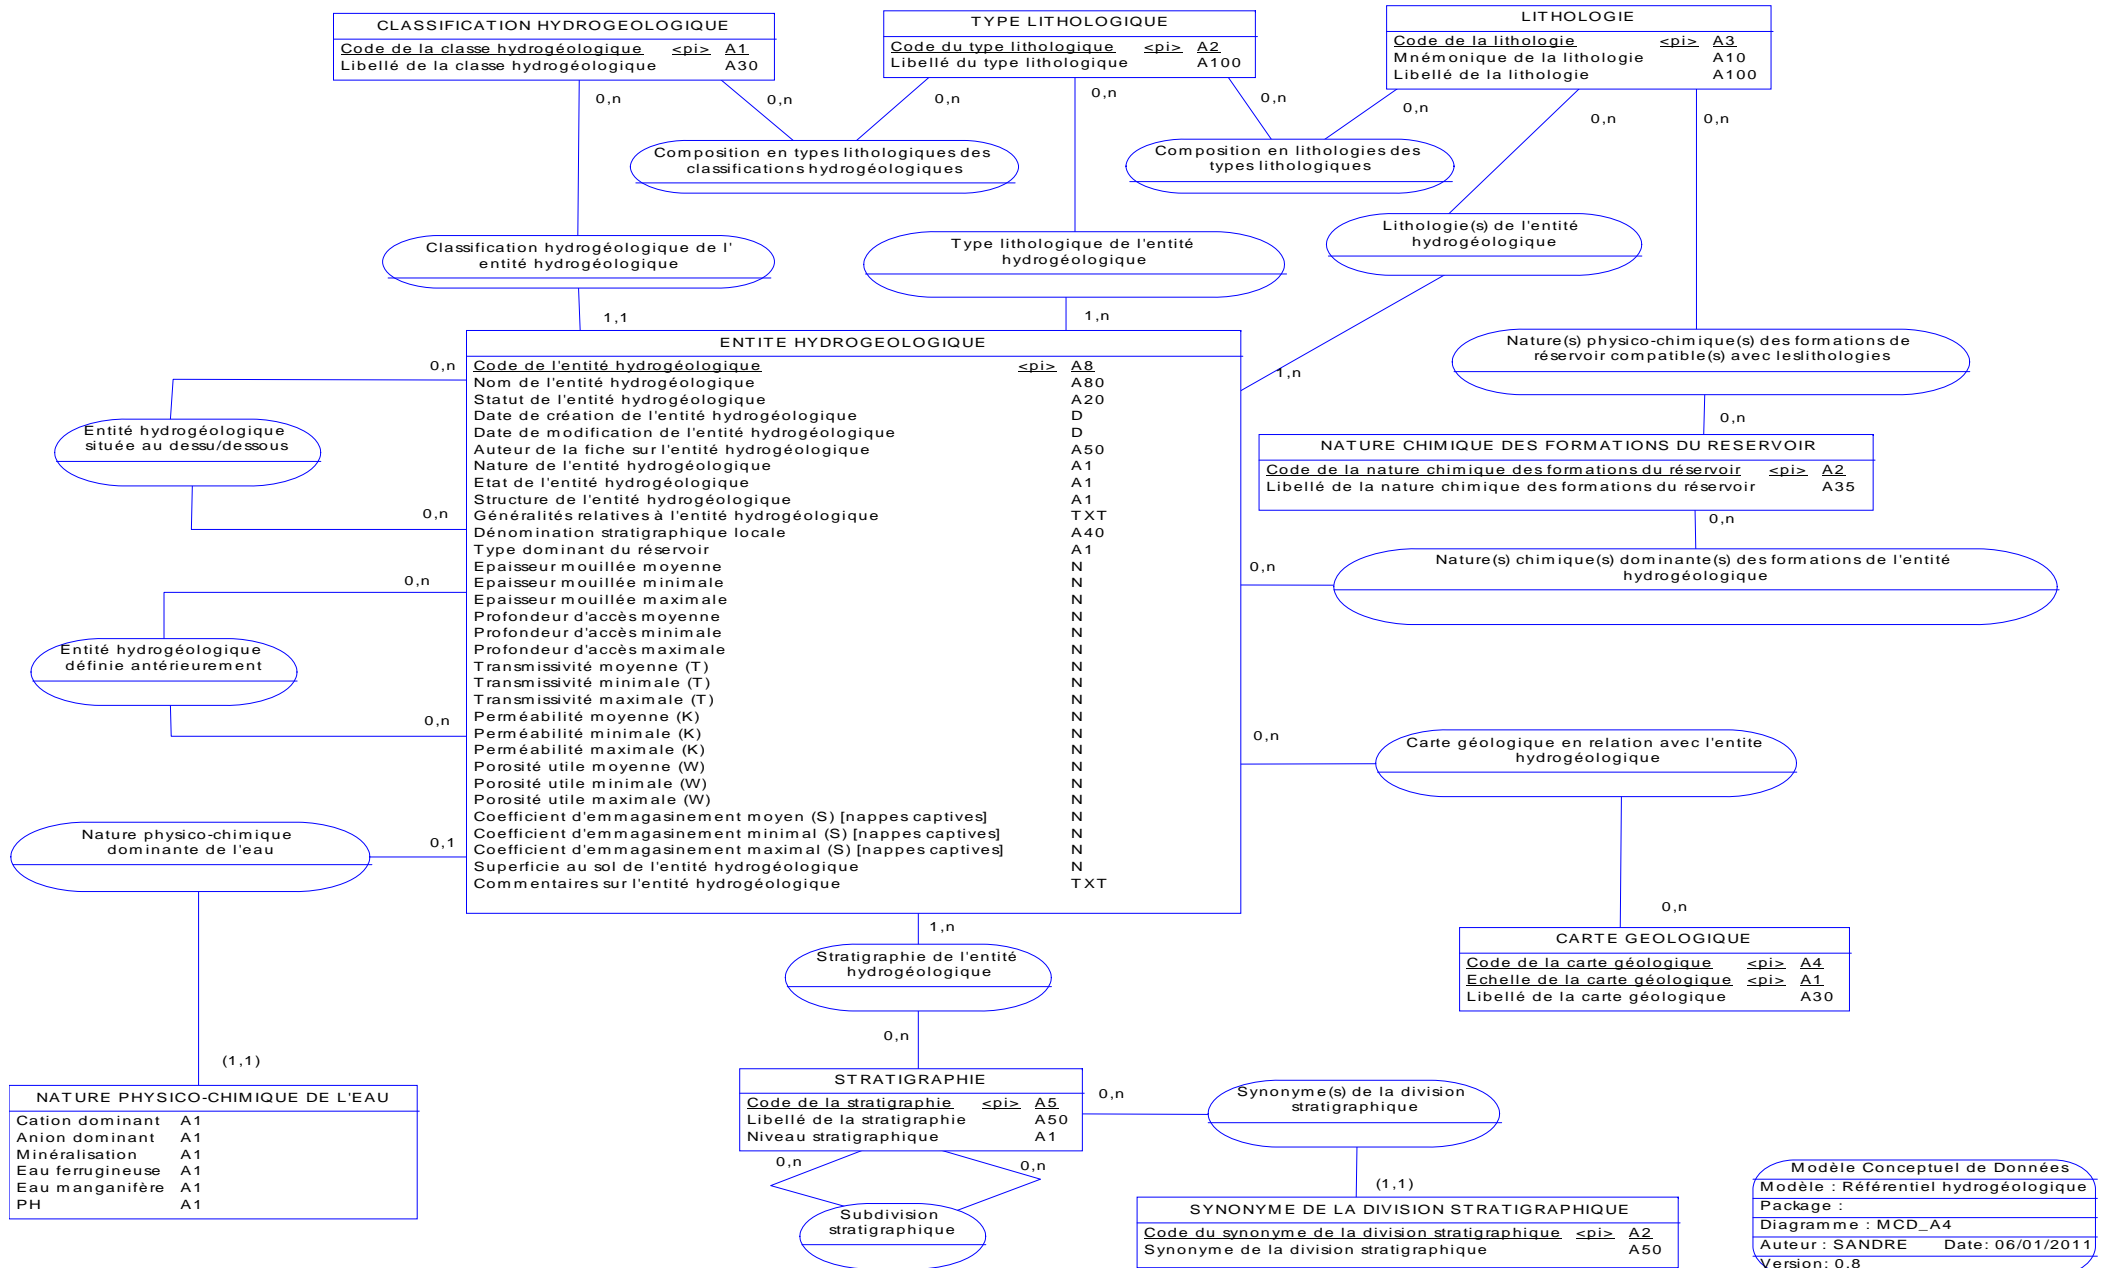 CLASSIFICATION HYDROGEOLOGIQUE
Code de la classe hydrogéologique <pi> A1
Libellé de la classe hydrogéologique A30
TYPE LITHOLOGIQUE
Code du type lithologique <pi> A2
Libellé du type lithologique A100
LITHOLOGIE
Code de la lithologie <pi> A3
Mnémonique de la lithologie A10
Libellé de la lithologie A100
0,n
0,n
0,n
0,n
0,n
0,n
0,n
0,n
Composition en types lithologiques des
classifications hydrogéologiques
Composition en lithologies des
types lithologiques
Classification hydrogéologique de l'
entité hydrogéologique
Type lithologique de l'entité
hydrogéologique
Lithologie(s) de l'entité
hydrogéologique
1,1
1,n
1,n
Nature(s) physico-chimique(s) des formations de
réservoir compatible(s) avec leslithologies
0,n
NATURE CHIMIQUE DES FORMATIONS DU RESERVOIR
Code de la nature chimique des formations du réservoir <pi> A2
Libellé de la nature chimique des formations du réservoir A35
0,n
Nature(s) chimique(s) dominante(s) des formations de l'entité
hydrogéologique
0,n
ENTITE HYDROGEOLOGIQUE
Code de l'entité hydrogéologique <pi> A8
Nom de l'entité hydrogéologique A80
Statut de l'entité hydrogéologique A20
Date de création de l'entité hydrogéologique D
Date de modification de l'entité hydrogéologique D
Auteur de la fiche sur l'entité hydrogéologique A50
Nature de l'entité hydrogéologique A1
Etat de l'entité hydrogéologique A1
Structure de l'entité hydrogéologique A1
Généralités relatives à l'entité hydrogéologique TXT
Dénomination stratigraphique locale A40
Type dominant du réservoir A1
Epaisseur mouillée moyenne N
Epaisseur mouillée minimale N
Epaisseur mouillée maximale N
Profondeur d'accès moyenne N
Profondeur d'accès minimale N
Profondeur d'accès maximale N
Transmissivité moyenne (T) N
Transmissivité minimale (T) N
Transmissivité maximale (T) N
Perméabilité moyenne (K) N
Perméabilité minimale (K) N
Perméabilité maximale (K) N
Porosité utile moyenne (W) N
Porosité utile minimale (W) N
Porosité utile maximale (W) N
Coefficient d'emmagasinement moyen (S) [nappes captives] N
Coefficient d'emmagasinement minimal (S) [nappes captives] N
Coefficient d'emmagasinement maximal (S) [nappes captives] N
Superficie au sol de l'entité hydrogéologique N
Commentaires sur l'entité hydrogéologique TXT
0,n
Entité hydrogéologique
située au dessu/dessous
0,n
0,n
Entité hydrogéologique
définie antérieurement
0,n
Nature physico-chimique
dominante de l'eau
0,1
(1,1)
NATURE PHYSICO-CHIMIQUE DE L'EAU
Cation dominant A1
Anion dominant A1
Minéralisation A1
Eau ferrugineuse A1
Eau manganifère A1
PH A1
0,n
Carte géologique en relation avec l'entite
hydrogéologique
0,n
CARTE GEOLOGIQUE
Code de la carte géologique <pi> A4
Echelle de la carte géologique <pi> A1
Libellé de la carte géologique A30
1,n
Stratigraphie de l'entité
hydrogéologique
0,n
STRATIGRAPHIE
Code de la stratigraphie <pi> A5
Libellé de la stratigraphie A50
Niveau stratigraphique A1
0,n
0,n
Subdivision
stratigraphique
0,n
Synonyme(s) de la division
stratigraphique
(1,1)
SYNONYME DE LA DIVISION STRATIGRAPHIQUE
Code du synonyme de la division stratigraphique <pi> A2
Synonyme de la division stratigraphique A50
Modèle Conceptuel de Données
Modèle : Référentiel hydrogéologique
Package :
Diagramme : MCD_A4
Auteur : SANDRE Date: 06/01/2011
Version: 0.8